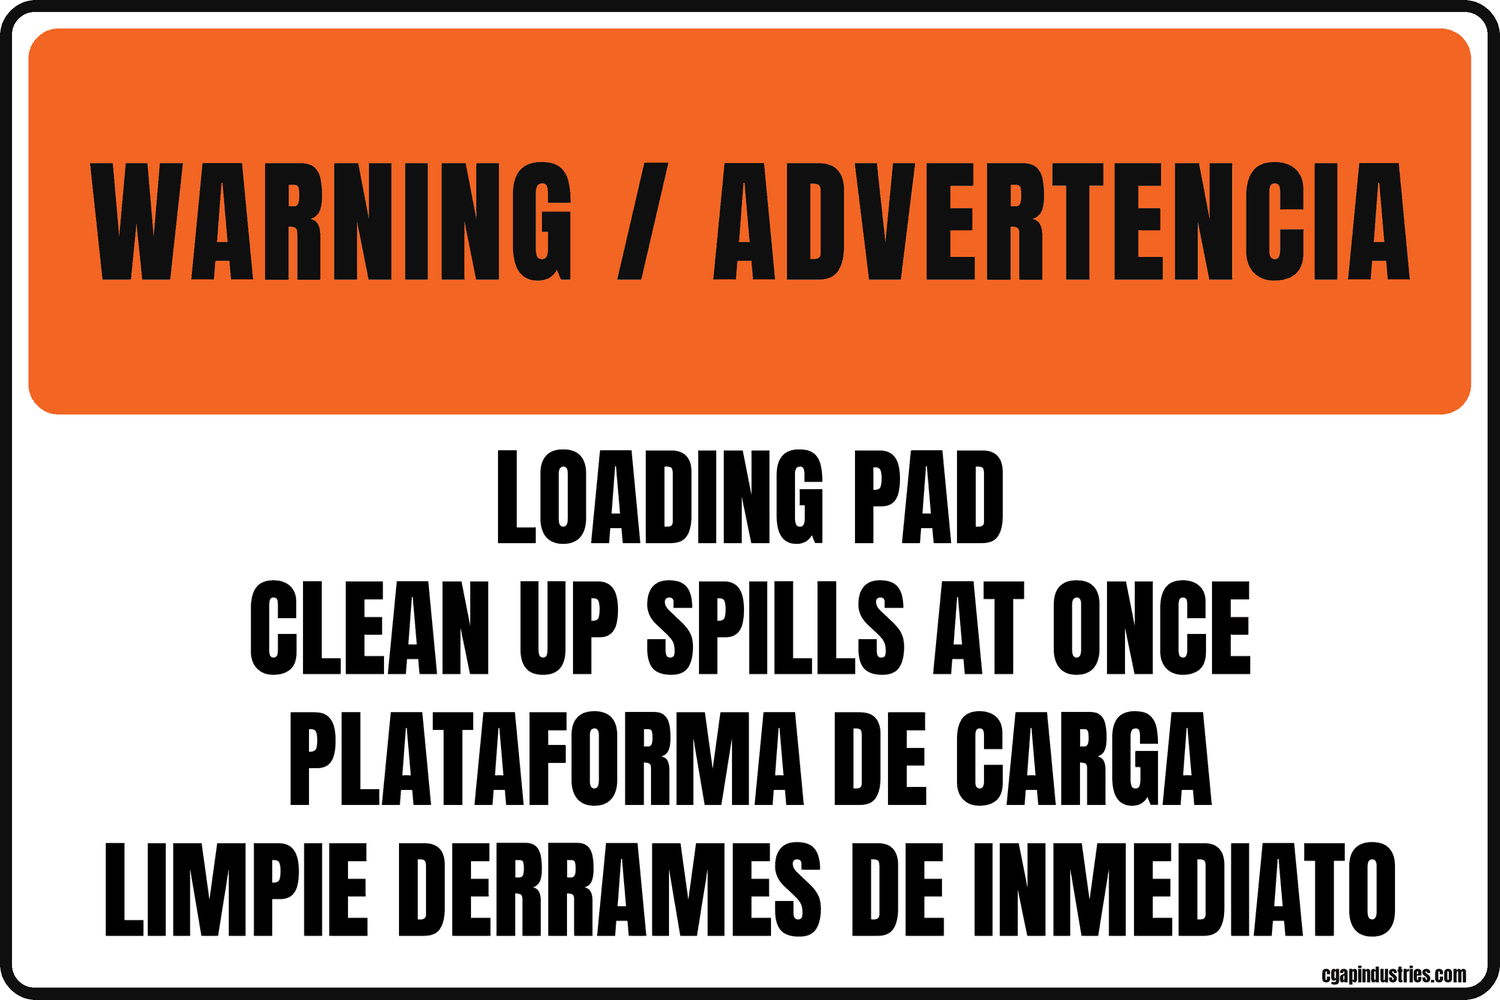 WARNING / ADVERTENCIA
LOADING PAD
CLEAN UP SPILLS AT ONCE
PLATAFORMA DE CARGA
LIMPIE DERRAMES DE INMEDIATO
cgapindustries.com